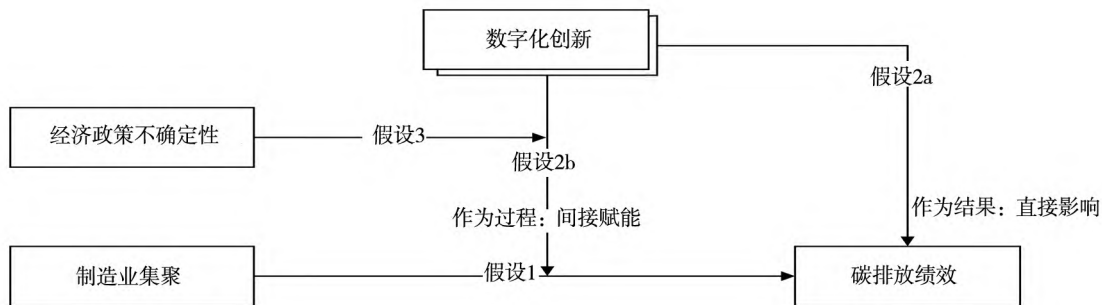 数字化创新
假设2a
经济政策不确定性
假设3
假设2b
作为过程：间接赋能
作为结果：直接影响
制造业集聚
假设1
碳排放绩效